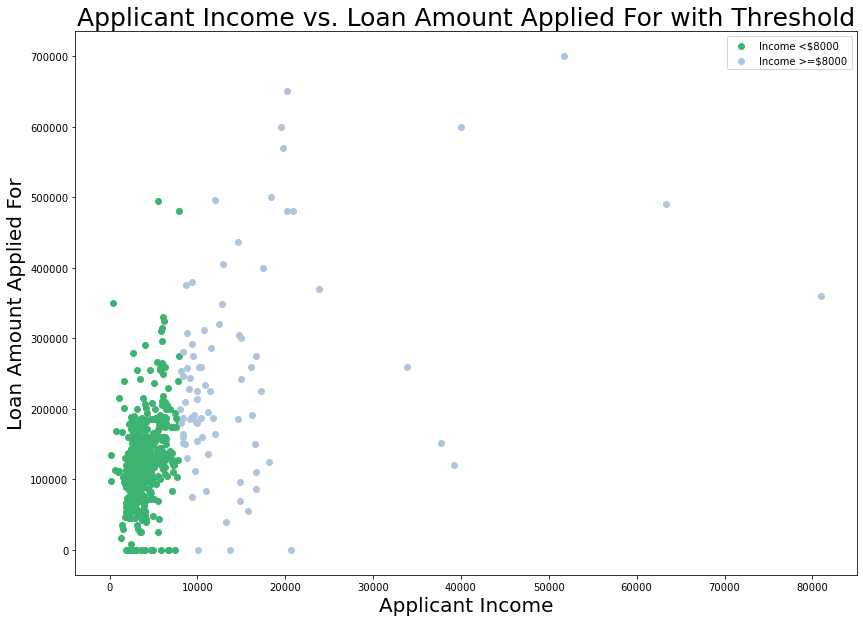 Applicant Income vs. Loan Amount Applied For with Threshold
Income <$8000
Income >=$8000
Loan Amount Applied For
700000
600000
500000
400000
300000
200000
100000
0
0 10000 20000 30000 40000 50000 60000 70000 80000
Applicant Income